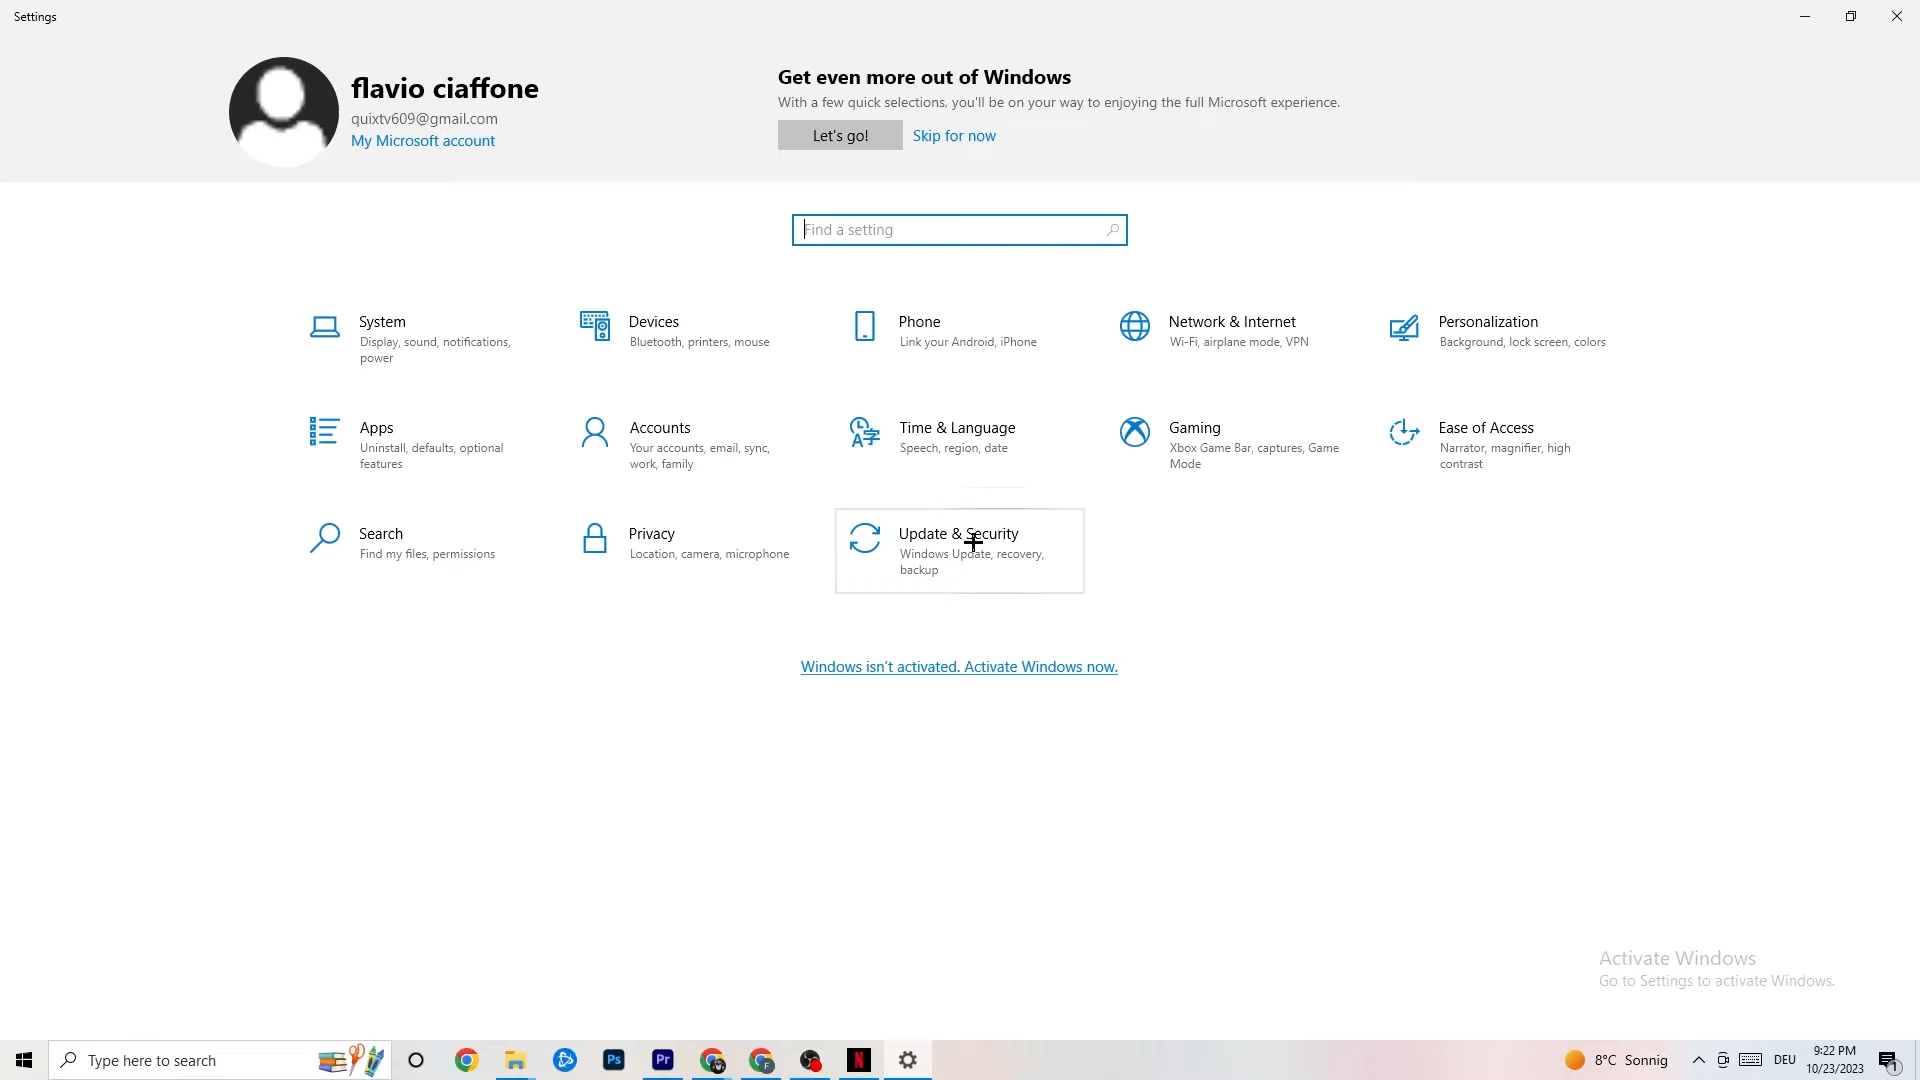 Settings
flavio ciaffone
quixtv609@gmail.com
My Microsoft account
Get even more out of Windows
With a few quick selections, you'll be on your way to enjoying the full Microsoft experience.
Let's go!
Skip for now
Find a setting
System
Display, sound, notifications,
power
Devices
Bluetooth, printers, mouse
Phone
Link your Android, iPhone
Network & Internet
Wi-Fi, airplane mode, VPN
Personalization
Background, lock screen, colors
Apps
Uninstall, defaults, optional
features
Accounts
Your accounts, email, sync,
work, family
Time & Language
Speech, region, date
Gaming
Xbox Game Bar, captures, Game
Mode
Ease of Access
Narrator, magnifier, high
contrast
Search
Find my files, permissions
Privacy
Location, camera, microphone
Update & Security
Windows Update, recovery,
backup
Windows isn't activated. Activate Windows now.
Activate Windows
Go to Settings to activate Windows.
Type here to search
Ps
Pr
F
N
8°C Sonnig
DEU
9:22 PM
10/23/2023
1